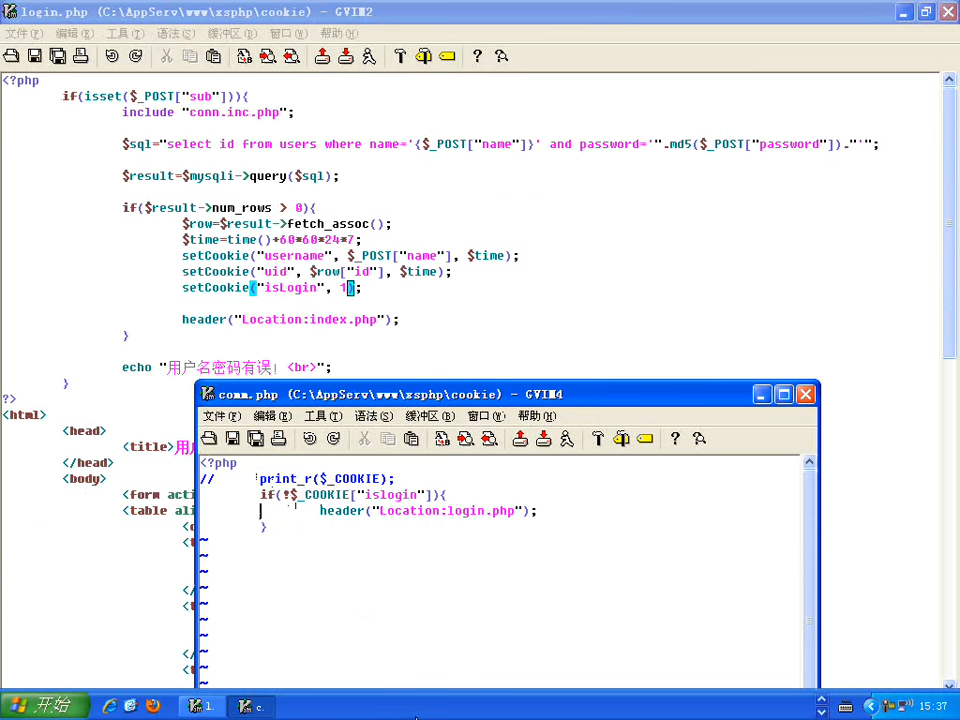 login.php (C:\AppServ\www\xsphp\cookie) - GVIM2
文件(F) 编辑(E) 工具(T) 语法(S) 缓冲区(B) 窗口(W) 帮助(H)
<?php
if(isset($_POST["sub"])){
include "conn.inc.php";
$sql="select id from users where name='{$_POST["name"]}' and password='".md5($_POST["password"])."'";
$result=$mysqli->query($sql);
if($result->num_rows > 0){
$row=$result->fetch_assoc();
$time=time()+60*60*24*7;
setCookie("username", $_POST["name"], $time);
setCookie("uid", $row["id"], $time);
setCookie("isLogin", 1);
header("Location:index.php");
}
echo "用户名密码有误! <br>";
}
?>
<html>
<head>
<title>用
</head>
<body>
<form acti
<table ali
comm.php (C:\AppServ\www\xsphp\cookie) - GVIM4
文件(F) 编辑(E) 工具(T) 语法(S) 缓冲区(B) 窗口(W) 帮助(H)
<?php
// print_r($_COOKIE);
if(!$_COOKIE["islogin"]){
header("Location:login.php");
}
~
~
~
~
~
~
~
~
~
~
开始 l. c. 15:37